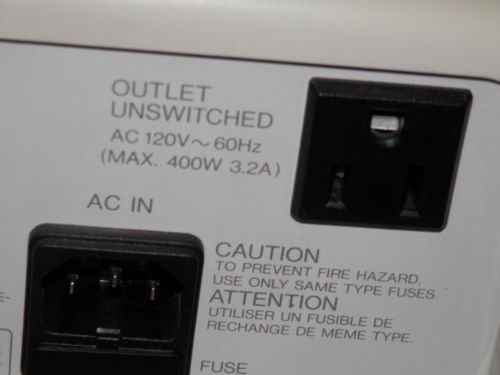 OUTLET
UNSWITCHED
AC 120V～ 60Hz
(MAX. 400W 3.2A)
AC IN
CAUTION
TO PREVENT FIRE HAZARD,
USE ONLY SAME TYPE FUSES.
ATTENTION
UTILISER UN FUSIBLE DE
RECHANGE DE MEME TYPE.
FUSE